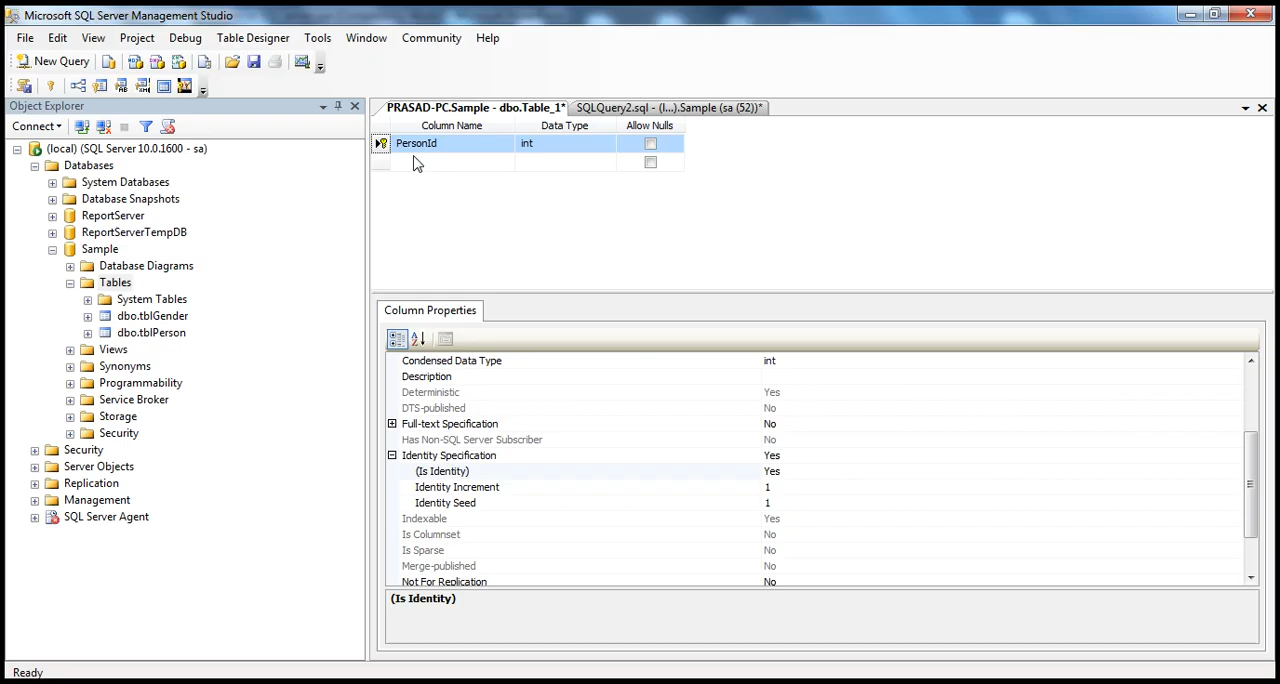 Microsoft SQL Server Management Studio
File Edit View Project Debug Table Designer Tools Window Community Help
New Query
Object Explorer
PRASAD-PC.Sample - dbo.Table_1* SQLQuery2.sql - (l...).Sample (sa (52))*
Column Name Data Type Allow Nulls
Connect
PersonId int
(local) (SQL Server 10.0.1600 - sa)
Databases
System Databases
Database Snapshots
ReportServer
ReportServerTempDB
Sample
Database Diagrams
Tables
System Tables
dbo.tblGender
dbo.tblPerson
Views
Synonyms
Programmability
Service Broker
Storage
Security
Security
Server Objects
Replication
Management
SQL Server Agent
Column Properties
Condensed Data Type int
Description
Deterministic Yes
DTS-published No
Full-text Specification No
Has Non-SQL Server Subscriber No
Identity Specification Yes
(Is Identity) Yes
Identity Increment 1
Identity Seed 1
Indexable Yes
Is Columnset No
Is Sparse No
Merge-published No
Not For Replication No
(Is Identity)
Ready